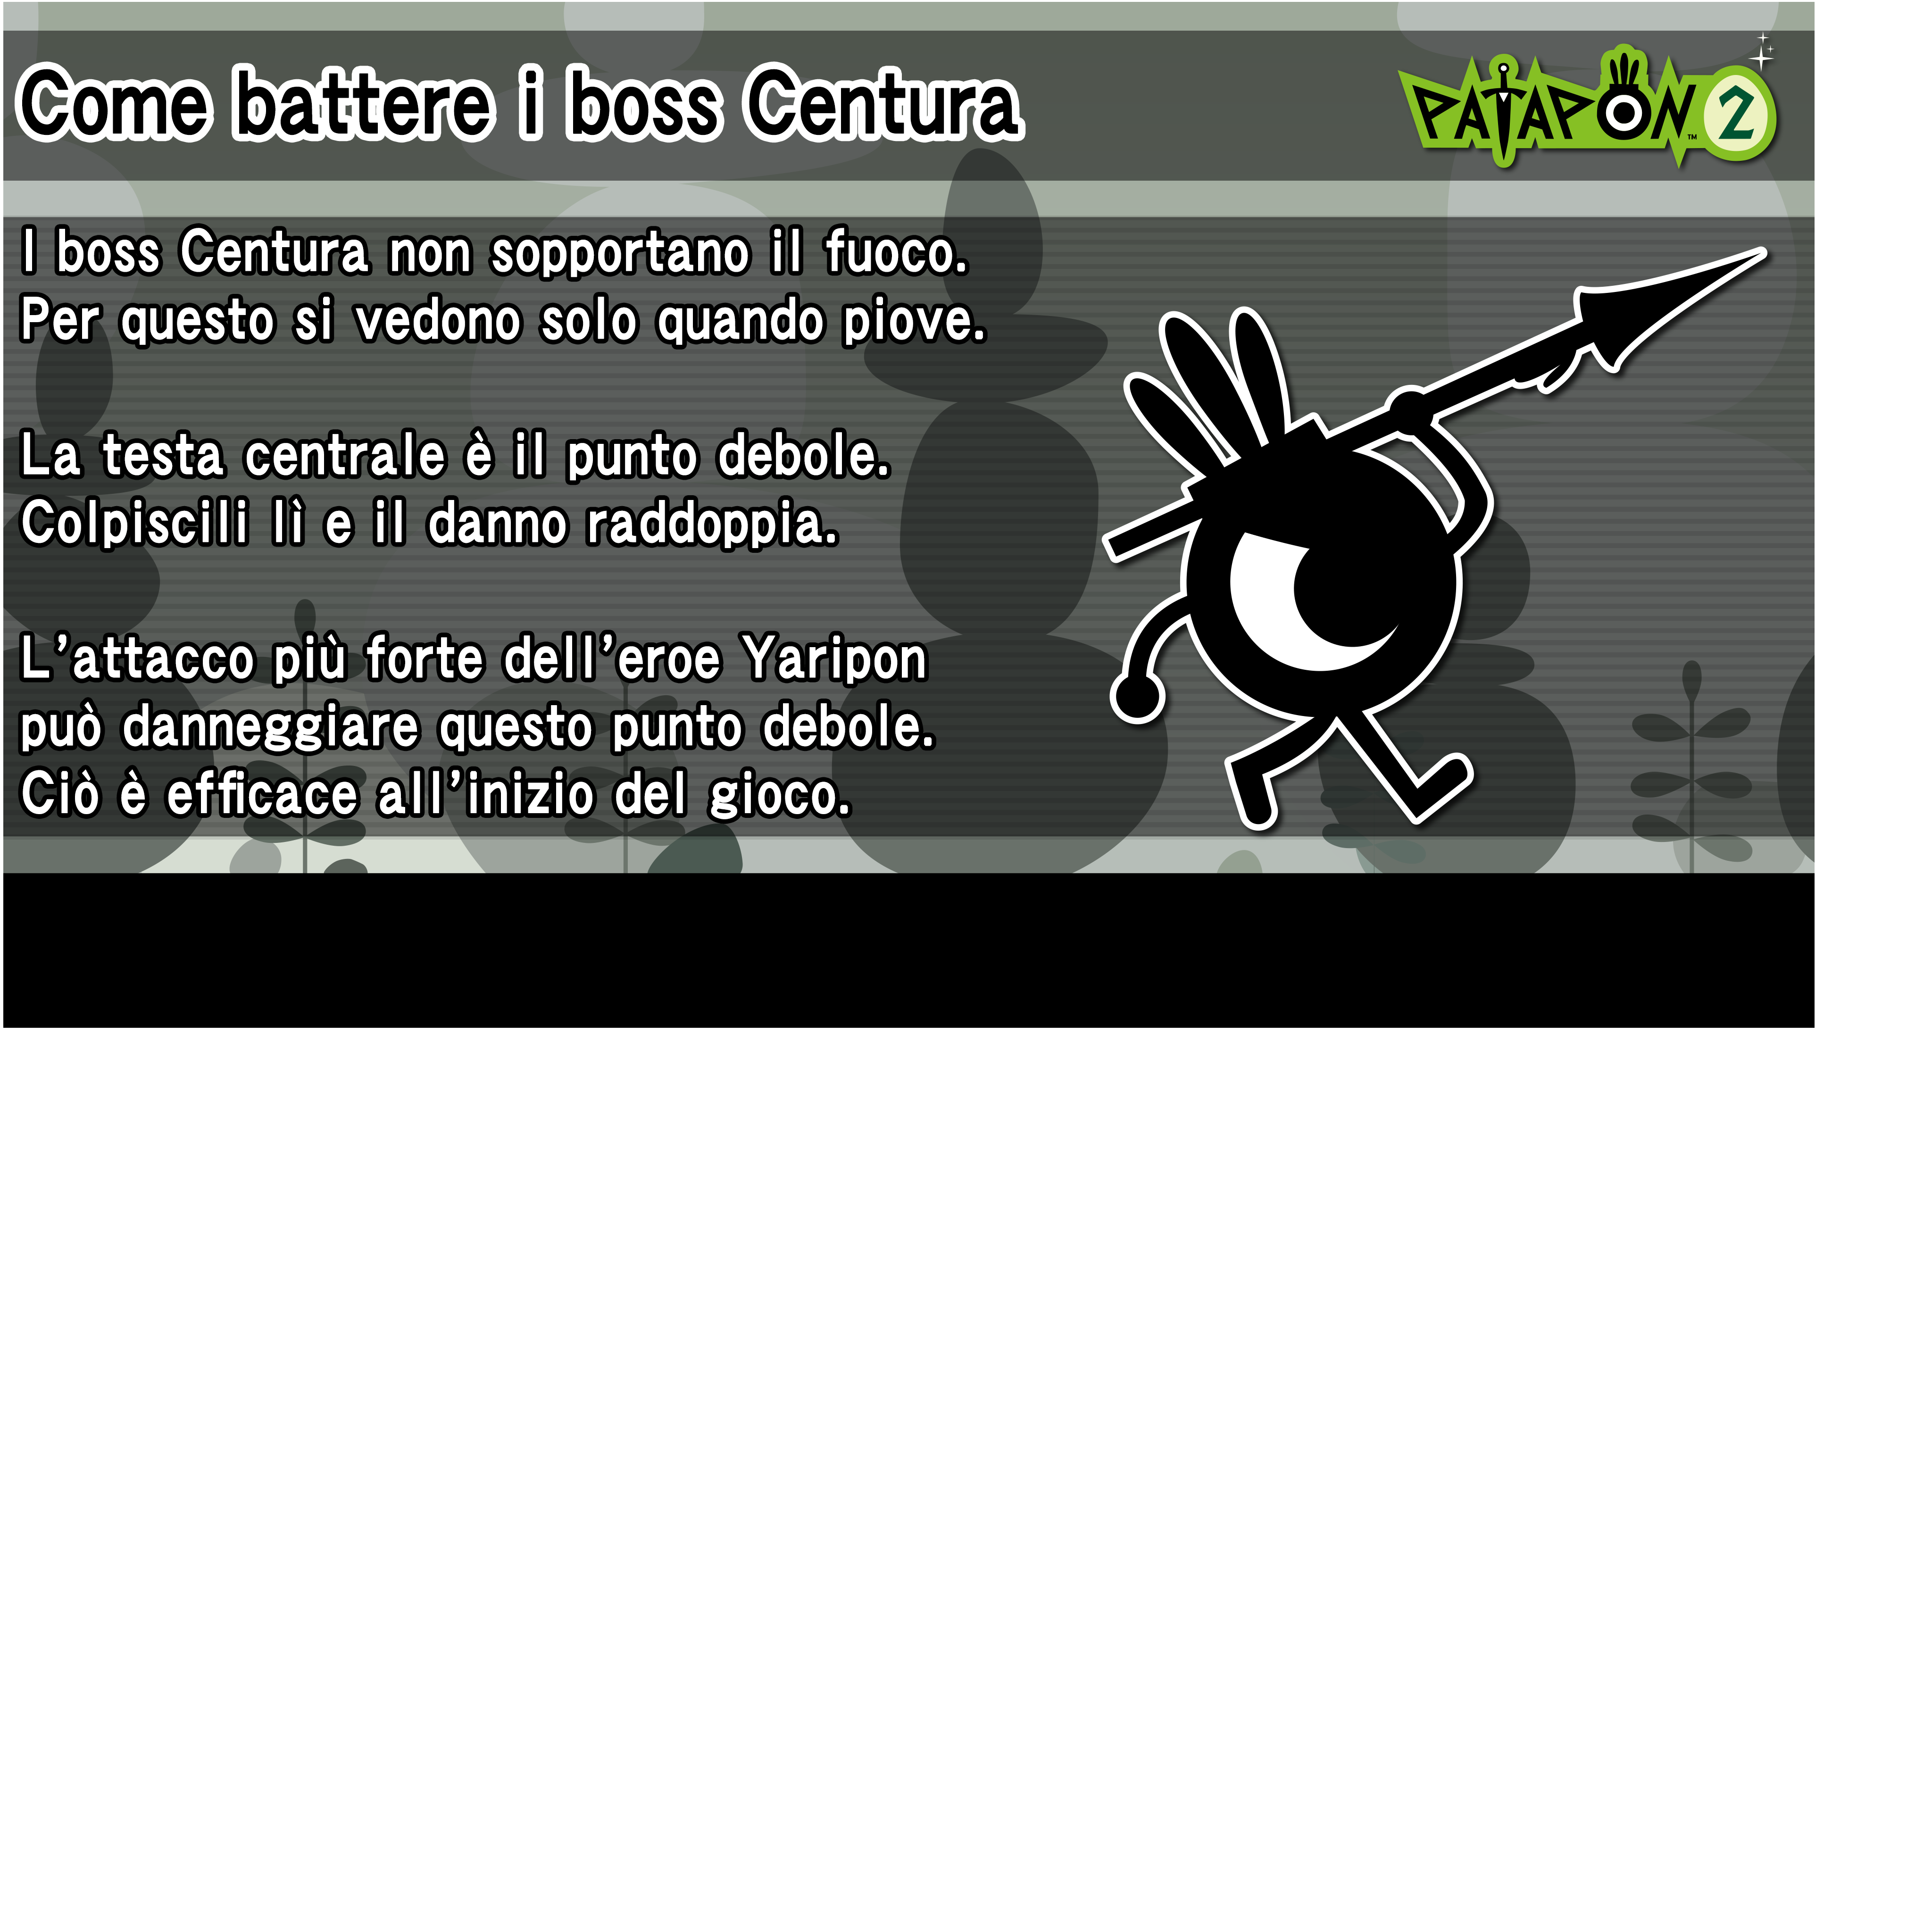 Come battere i boss Centura
PATAPON™ 2
I boss Centura non sopportano il fuoco.
Per questo si vedono solo quando piove.
La testa centrale è il punto debole.
Colpiscili lì e il danno raddoppia.
L'attacco più forte dell'eroe Yaripon
può danneggiare questo punto debole.
Ciò è efficace all'inizio del gioco.